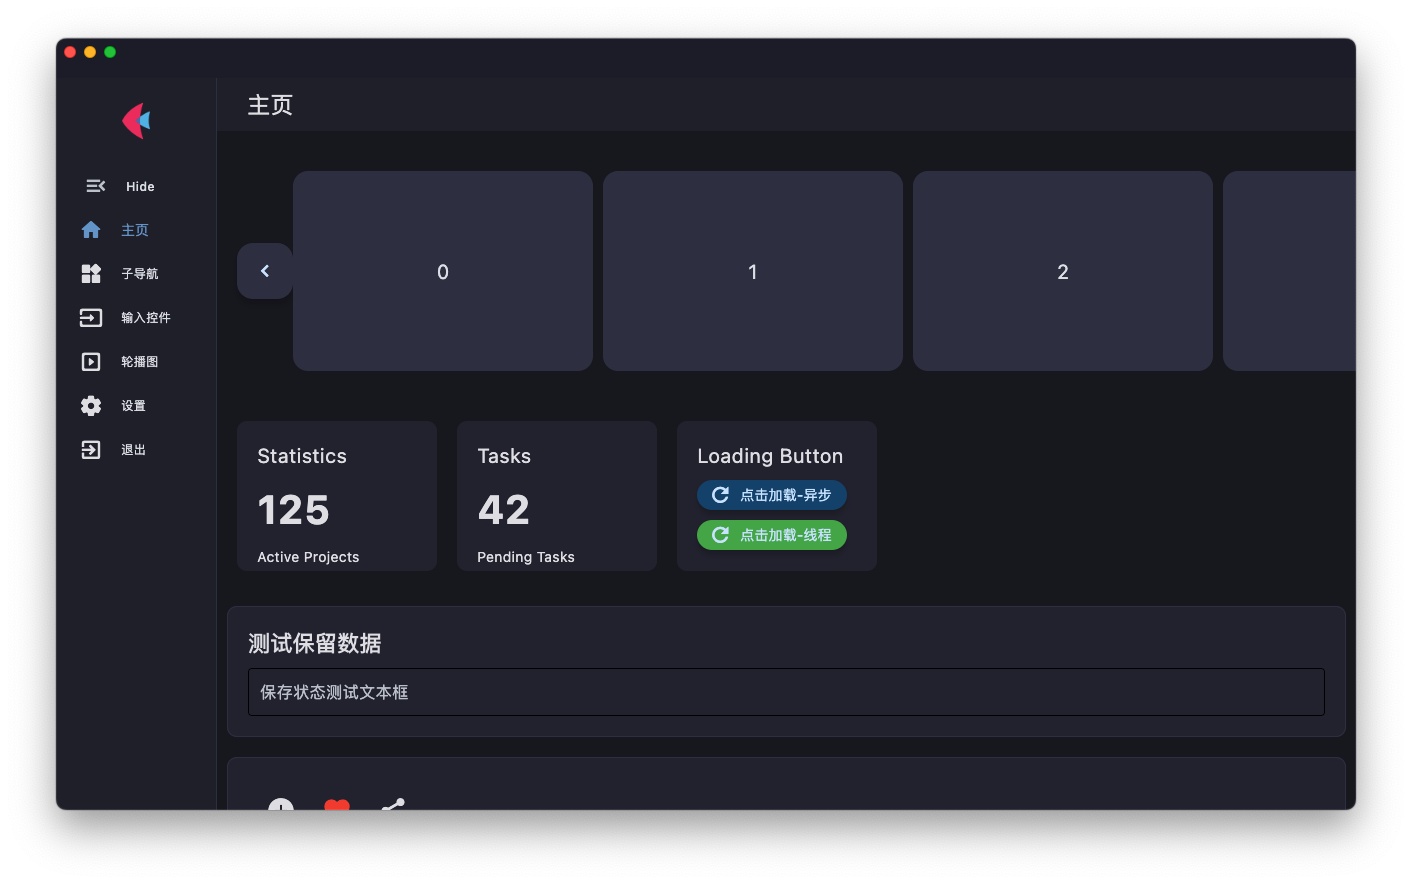 主页
Hide
主页
子导航
输入控件
轮播图
设置
退出
0
1
2
Statistics
125
Active Projects
Tasks
42
Pending Tasks
Loading Button
点击加载-异步
点击加载-线程
测试保留数据
保存状态测试文本框